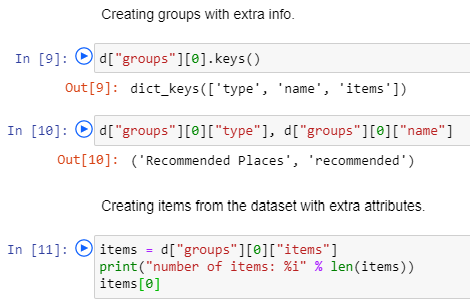 Creating groups with extra info.
In [9]: d["groups"][0].keys()
Out[9]: dict_keys(['type', 'name', 'items'])
In [10]: d["groups"][0]["type"], d["groups"][0]["name"]
Out[10]: ('Recommended Places', 'recommended')
Creating items from the dataset with extra attributes.
In [11]: items = d["groups"][0]["items"]
print("number of items: %i" % len(items))
items[0]